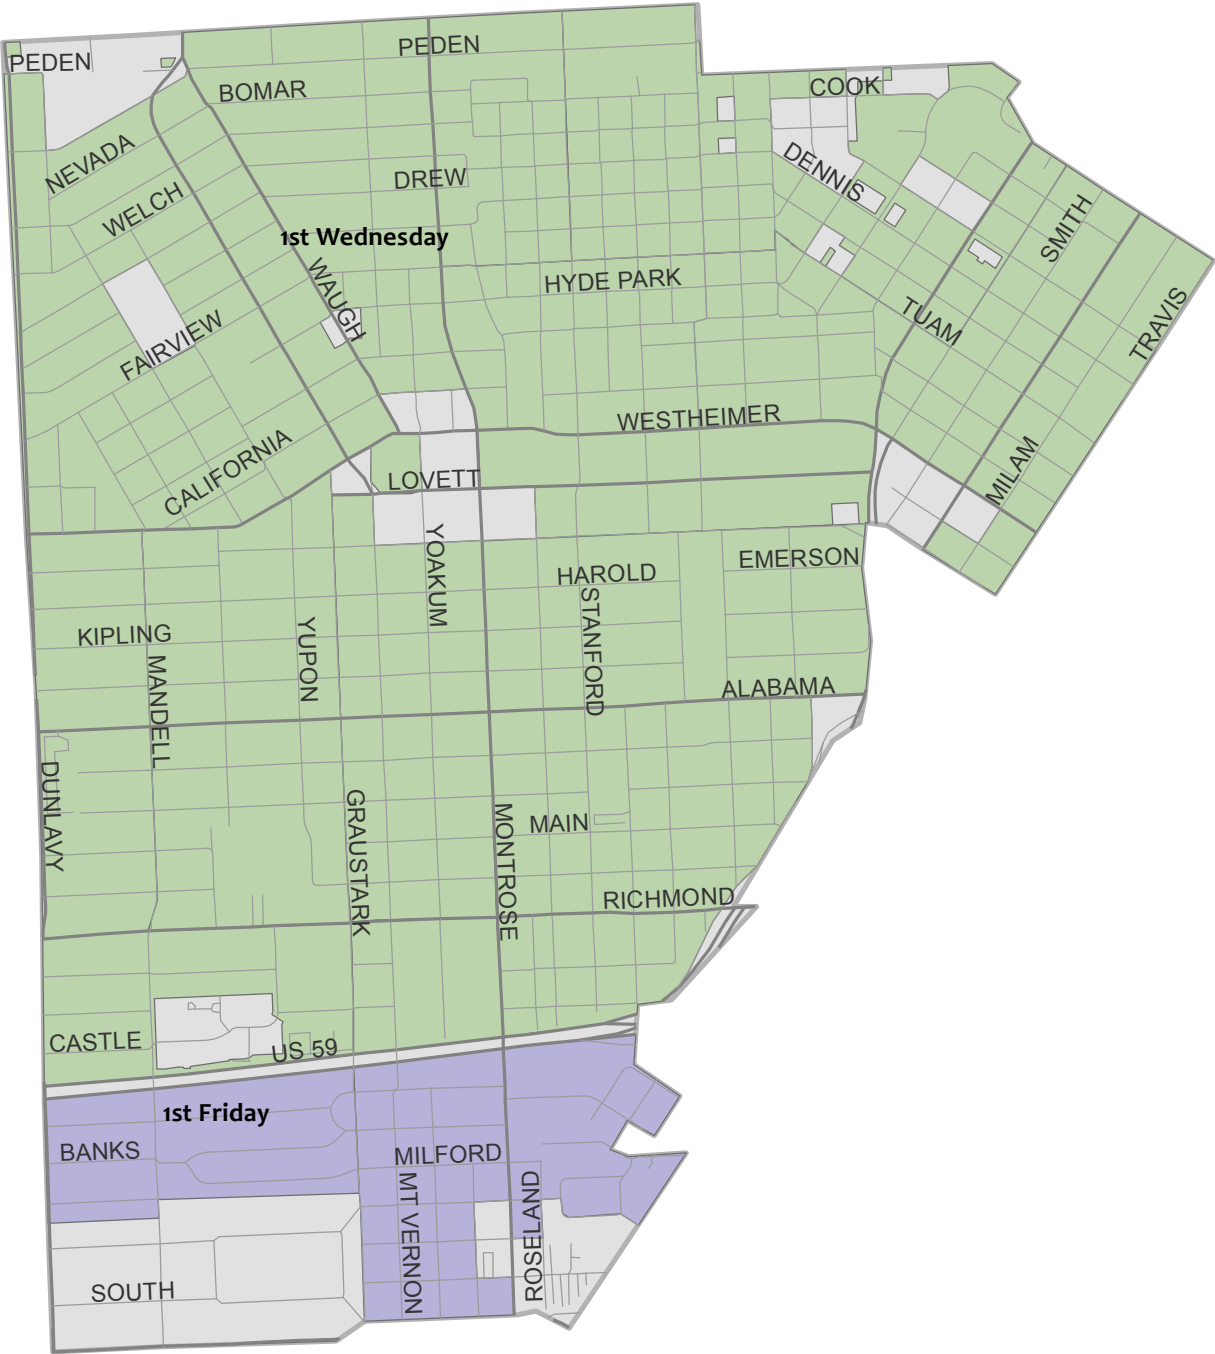 PEDEN
PEDEN
BOMAR
COOK
NEVADA
DREW
DENNIS
WELCH
1st Wednesday
SMITH
WAUGH
HYDE PARK
TUAM
TRAVIS
FAIRVIEW
WESTHEIMER
CALIFORNIA
LOVETT
MILAM
YOAKUM
HAROLD
EMERSON
STANFORD
KIPLING
YUPON
MANDELL
ALABAMA
DUNLAVY
GRAUSTARK
MONTROSE
MAIN
RICHMOND
CASTLE
US 59
1st Friday
BANKS
MILFORD
MT VERNON
ROSELAND
SOUTH